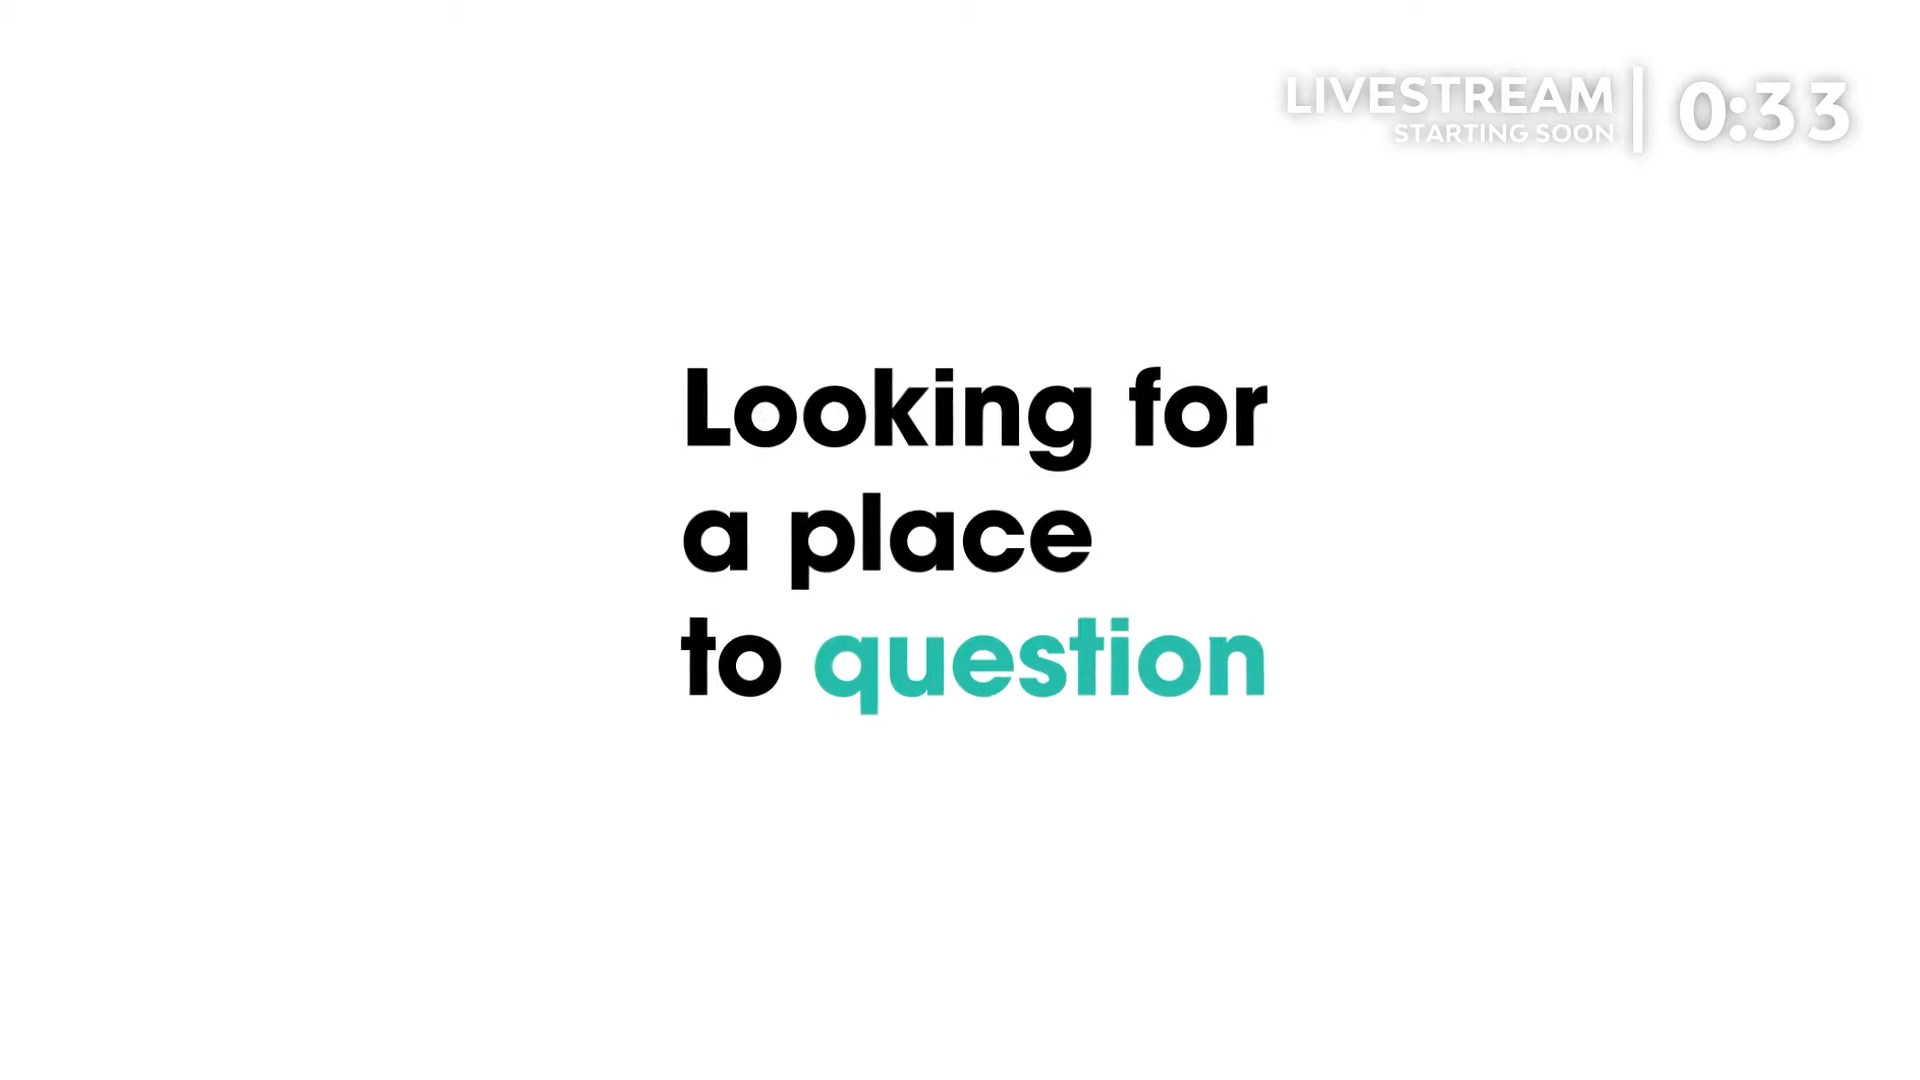 LIVESTREAM
STARTING SOON
0:33
Looking for
a place
to question